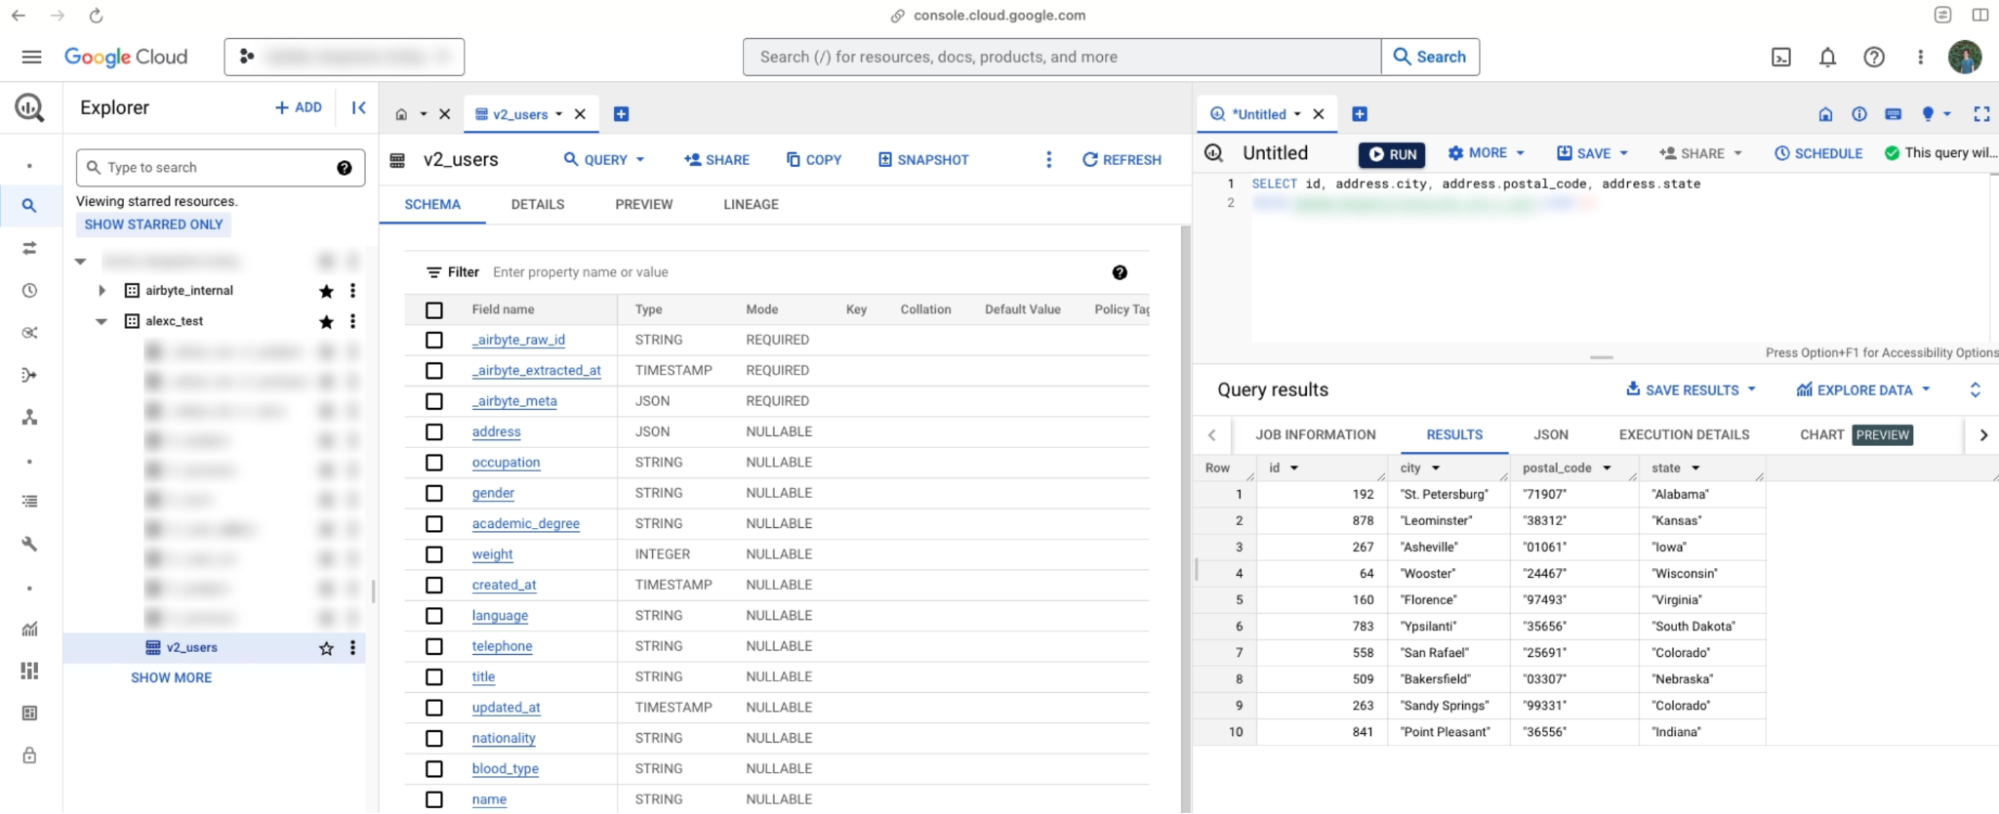 console.cloud.google.com
Google Cloud
Search (/) for resources, docs, products, and more
Search
Explorer
+ ADD
Type to search
Viewing starred resources.
SHOW STARRED ONLY
airbyte_internal
alexc_test
v2_users
SHOW MORE
v2_users
v2_users
QUERY
SHARE
COPY
SNAPSHOT
REFRESH
SCHEMA DETAILS PREVIEW LINEAGE
Filter Enter property name or value
Field name Type Mode Key Collation Default Value Policy Tag
_airbyte_raw_id STRING REQUIRED
_airbyte_extracted_at TIMESTAMP REQUIRED
_airbyte_meta JSON REQUIRED
address JSON NULLABLE
occupation STRING NULLABLE
gender STRING NULLABLE
academic_degree STRING NULLABLE
weight INTEGER NULLABLE
created_at TIMESTAMP NULLABLE
language STRING NULLABLE
telephone STRING NULLABLE
title STRING NULLABLE
updated_at TIMESTAMP NULLABLE
nationality STRING NULLABLE
blood_type STRING NULLABLE
name STRING NULLABLE
*Untitled
Untitled
RUN
MORE
SAVE
SHARE
SCHEDULE
This query wil...
1 SELECT id, address.city, address.postal_code, address.state
2
Press Option+F1 for Accessibility Options
Query results
SAVE RESULTS
EXPLORE DATA
JOB INFORMATION RESULTS JSON EXECUTION DETAILS CHART PREVIEW
Row id city postal_code state
1 192 "St. Petersburg" "71907" "Alabama"
2 878 "Leominster" "38312" "Kansas"
3 267 "Asheville" "01061" "Iowa"
4 64 "Wooster" "24467" "Wisconsin"
5 160 "Florence" "97493" "Virginia"
6 783 "Ypsilanti" "35656" "South Dakota"
7 558 "San Rafael" "25691" "Colorado"
8 509 "Bakersfield" "03307" "Nebraska"
9 263 "Sandy Springs" "99331" "Colorado"
10 841 "Point Pleasant" "36556" "Indiana"